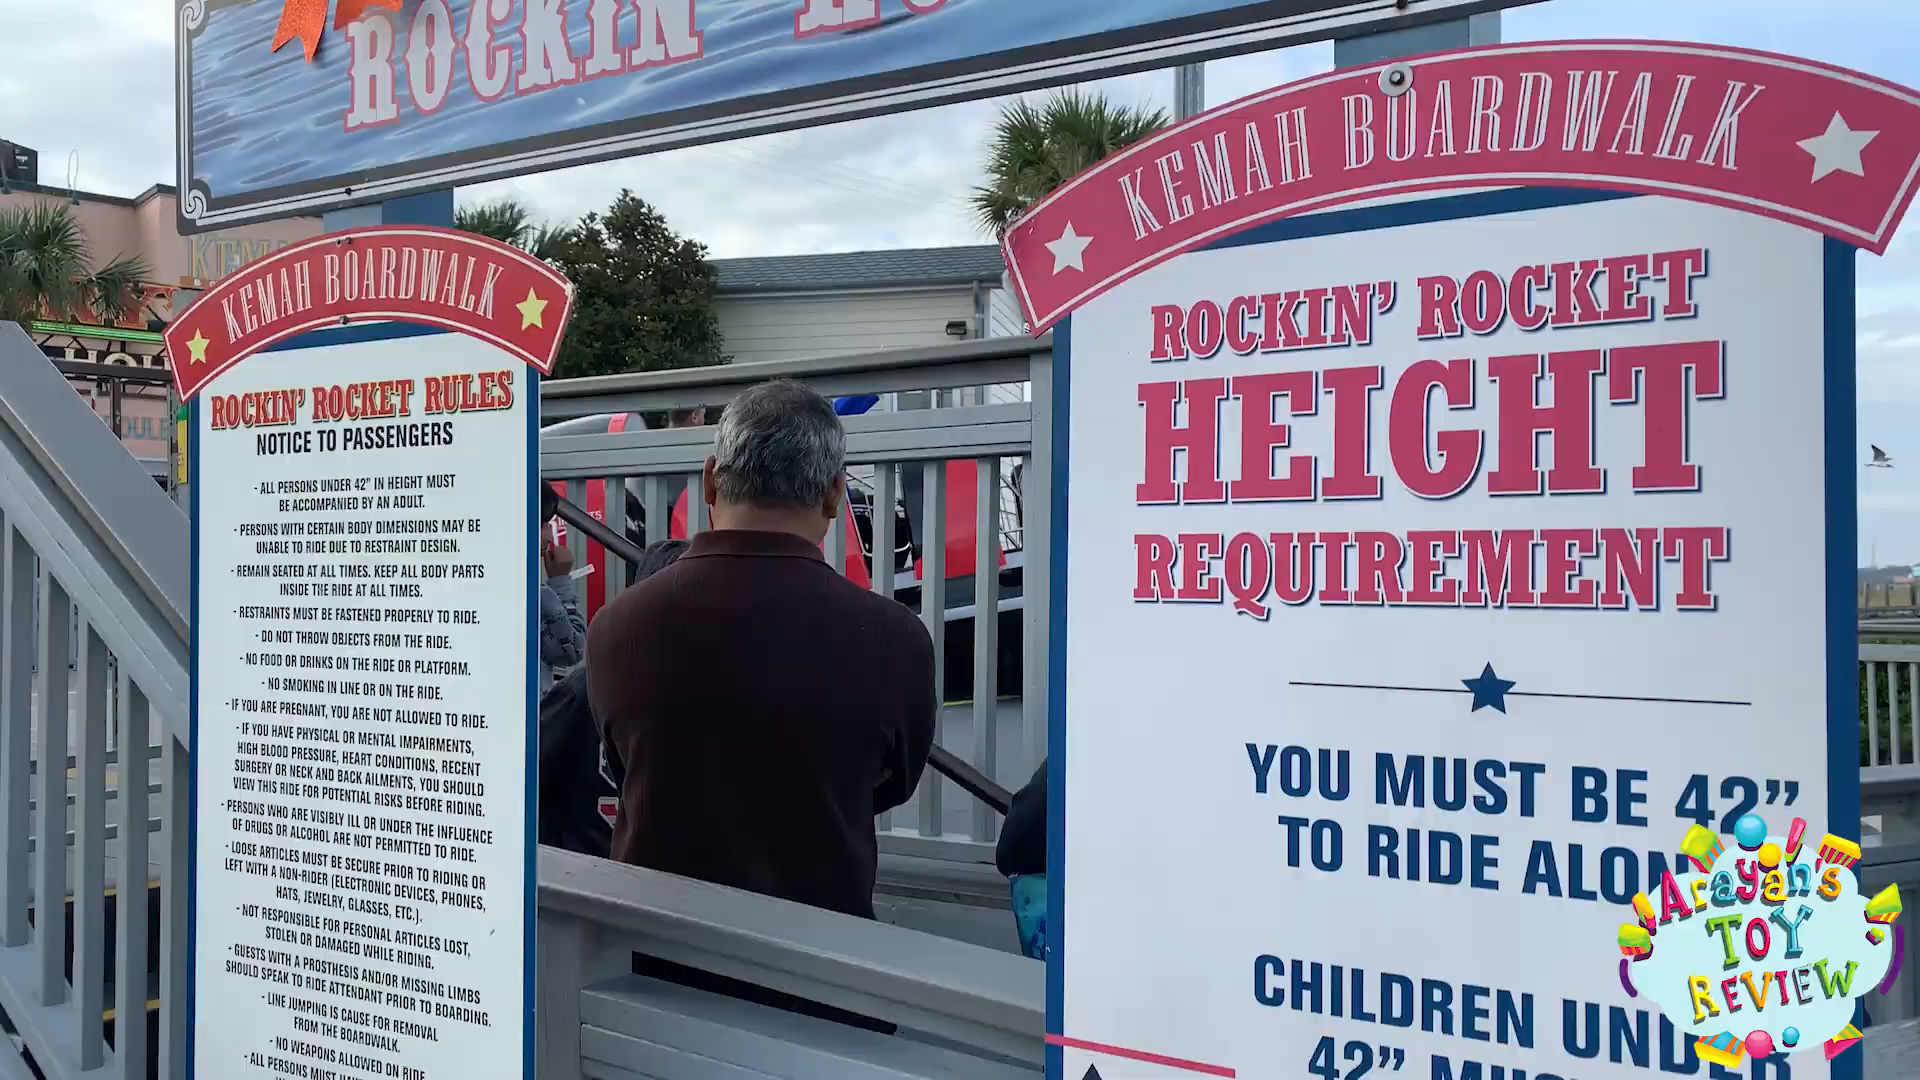 ROCKIN'
KEMAH BOARDWALK
ROCKIN' ROCKET RULES
NOTICE TO PASSENGERS
- ALL PERSONS UNDER 42" IN HEIGHT MUST
BE ACCOMPANIED BY AN ADULT.
- PERSONS WITH CERTAIN BODY DIMENSIONS MAY BE
UNABLE TO RIDE DUE TO RESTRAINT DESIGN.
- REMAIN SEATED AT ALL TIMES. KEEP ALL BODY PARTS
INSIDE THE RIDE AT ALL TIMES.
- RESTRAINTS MUST BE FASTENED PROPERLY TO RIDE.
- DO NOT THROW OBJECTS FROM THE RIDE.
- NO FOOD OR DRINKS ON THE RIDE OR PLATFORM.
- NO SMOKING IN LINE OR ON THE RIDE.
- IF YOU ARE PREGNANT, YOU ARE NOT ALLOWED TO RIDE.
- IF YOU HAVE PHYSICAL OR MENTAL IMPAIRMENTS,
HIGH BLOOD PRESSURE, HEART CONDITIONS, RECENT
SURGERY OR NECK AND BACK AILMENTS, YOU SHOULD
VIEW THIS RIDE FOR POTENTIAL RISKS BEFORE RIDING.
- PERSONS WHO ARE VISIBLY ILL OR UNDER THE INFLUENCE
OF DRUGS OR ALCOHOL ARE NOT PERMITTED TO RIDE.
- LOOSE ARTICLES MUST BE SECURE PRIOR TO RIDING OR
LEFT WITH A NON-RIDER (ELECTRONIC DEVICES, PHONES,
HATS, JEWELRY, GLASSES, ETC.).
- NOT RESPONSIBLE FOR PERSONAL ARTICLES LOST,
STOLEN OR DAMAGED WHILE RIDING.
- GUESTS WITH A PROSTHESIS AND/OR MISSING LIMBS
SHOULD SPEAK TO RIDE ATTENDANT PRIOR TO BOARDING.
- LINE JUMPING IS CAUSE FOR REMOVAL
FROM THE BOARDWALK.
- NO WEAPONS ALLOWED ON RIDE
- ALL PERSONS MUST
KEMAH BOARDWALK
ROCKIN' ROCKET
HEIGHT
REQUIREMENT
YOU MUST BE 42"
TO RIDE ALON
CHILDREN UNDER
42" MUS
Arayan's
TOY
REVIEW